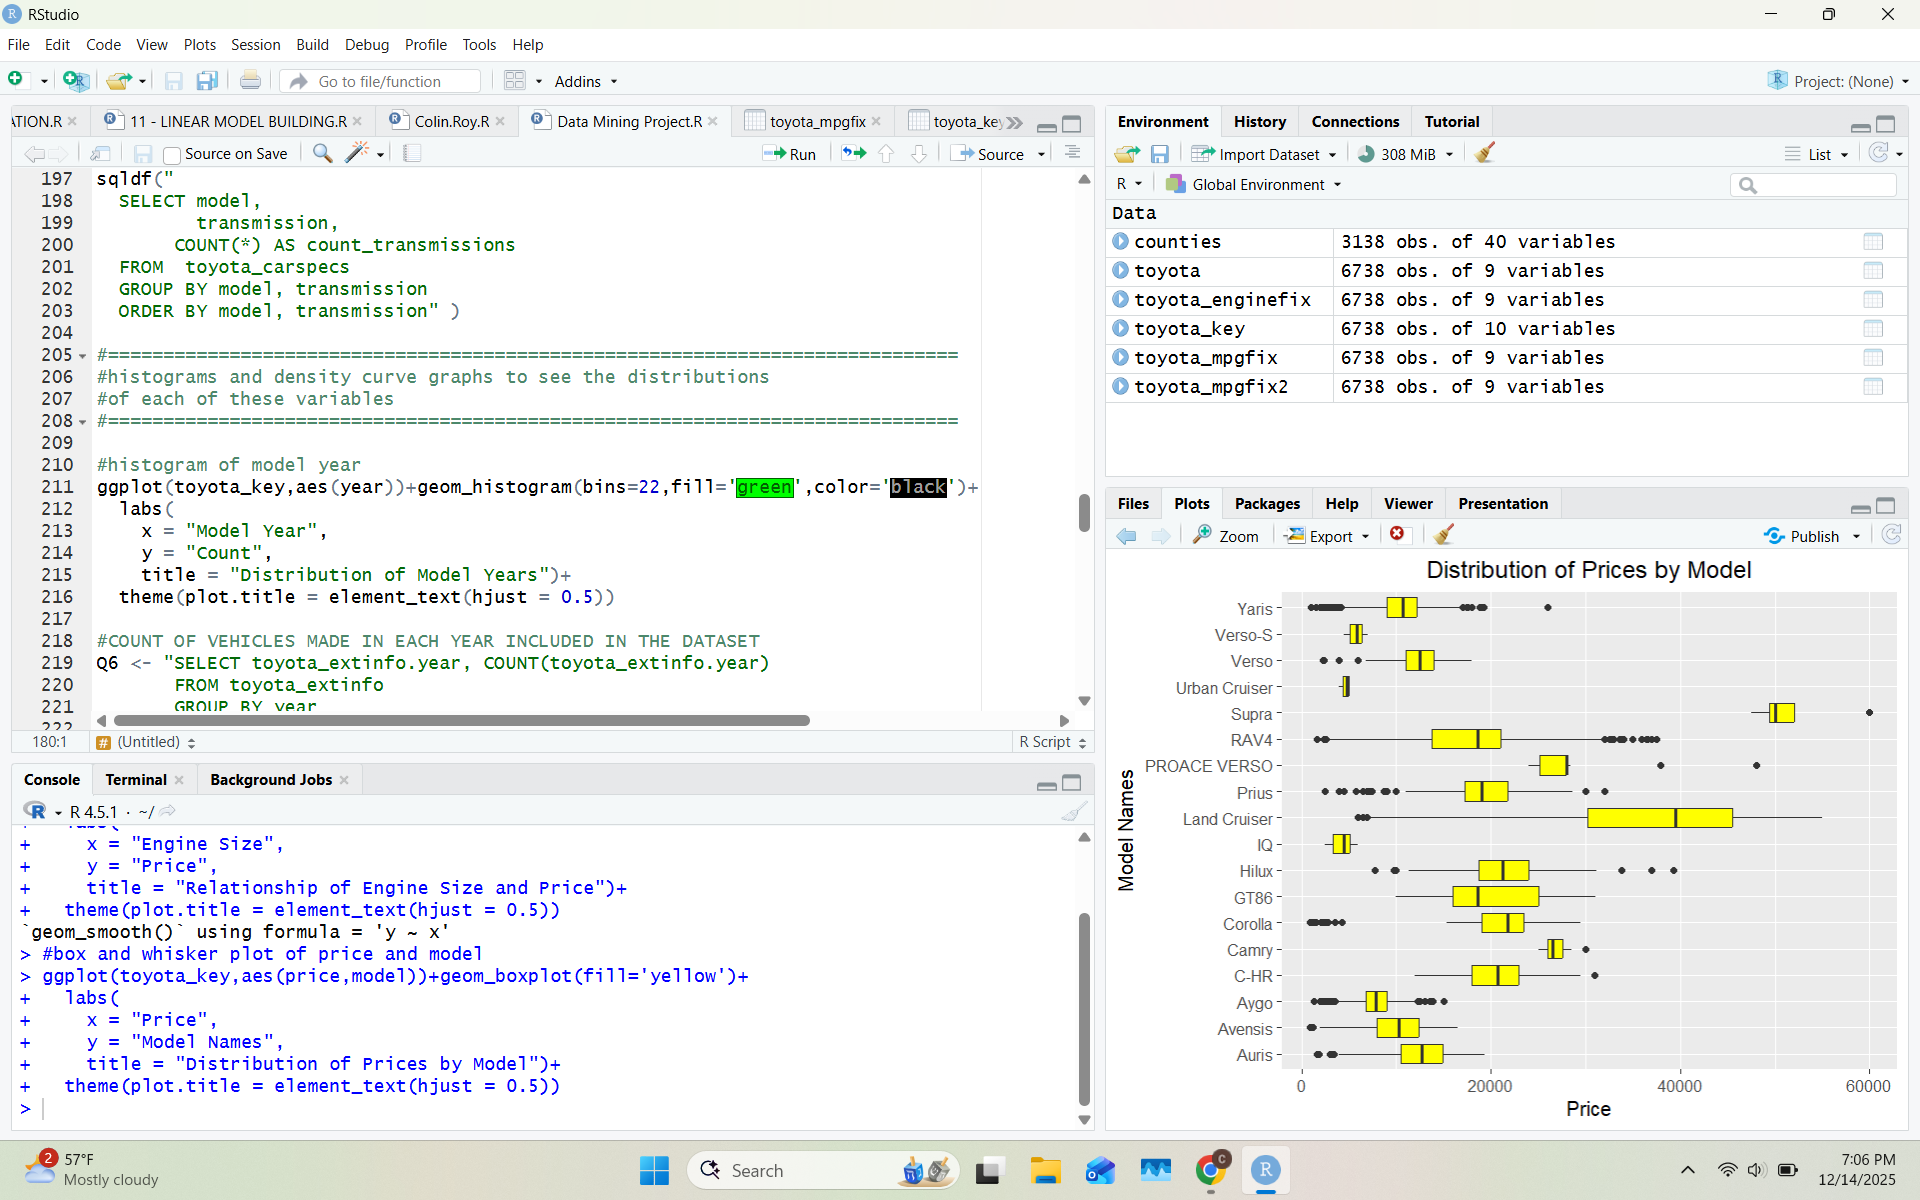 RStudio
File Edit Code View Plots Session Build Debug Profile Tools Help
Go to file/function Addins Project: (None)
ATION.R 11 - LINEAR MODEL BUILDING.R Colin.Roy.R Data Mining Project.R toyota_mpgfix toyota_key
Source on Save Run Source
197 sqldf("
198 SELECT model,
199 transmission,
200 COUNT(*) AS count_transmissions
201 FROM toyota_carspecs
202 GROUP BY model, transmission
203 ORDER BY model, transmission" )
204
205 #=============================================================================
206 #histograms and density curve graphs to see the distributions
207 #of each of these variables
208 #=============================================================================
209
210 #histogram of model year
211 ggplot(toyota_key,aes(year))+geom_histogram(bins=22,fill='green',color='black')+
212 labs(
213 x = "Model Year",
214 y = "Count",
215 title = "Distribution of Model Years")+
216 theme(plot.title = element_text(hjust = 0.5))
217
218 #COUNT OF VEHICLES MADE IN EACH YEAR INCLUDED IN THE DATASET
219 Q6 <- "SELECT toyota_extinfo.year, COUNT(toyota_extinfo.year)
220 FROM toyota_extinfo
221 GROUP BY year
222
180:1 # (Untitled) R Script
Console Terminal Background Jobs
R R 4.5.1 · ~/
+ labs(
+ x = "Engine Size",
+ y = "Price",
+ title = "Relationship of Engine Size and Price")+
+ theme(plot.title = element_text(hjust = 0.5))
`geom_smooth()` using formula = 'y ~ x'
> #box and whisker plot of price and model
> ggplot(toyota_key,aes(price,model))+geom_boxplot(fill='yellow')+
+ labs(
+ x = "Price",
+ y = "Model Names",
+ title = "Distribution of Prices by Model")+
+ theme(plot.title = element_text(hjust = 0.5))
>
Environment History Connections Tutorial
Import Dataset 308 MiB List
R Global Environment
Data
counties 3138 obs. of 40 variables
toyota 6738 obs. of 9 variables
toyota_enginefix 6738 obs. of 9 variables
toyota_key 6738 obs. of 10 variables
toyota_mpgfix 6738 obs. of 9 variables
toyota_mpgfix2 6738 obs. of 9 variables
Files Plots Packages Help Viewer Presentation
Zoom Export Publish
Distribution of Prices by Model
Model Names
Yaris
Verso-S
Verso
Urban Cruiser
Supra
RAV4
PROACE VERSO
Prius
Land Cruiser
IQ
Hilux
GT86
Corolla
Camry
C-HR
Aygo
Avensis
Auris
0 20000 40000 60000
Price
2 57°F
Mostly cloudy
Search
C
R
7:06 PM
12/14/2025